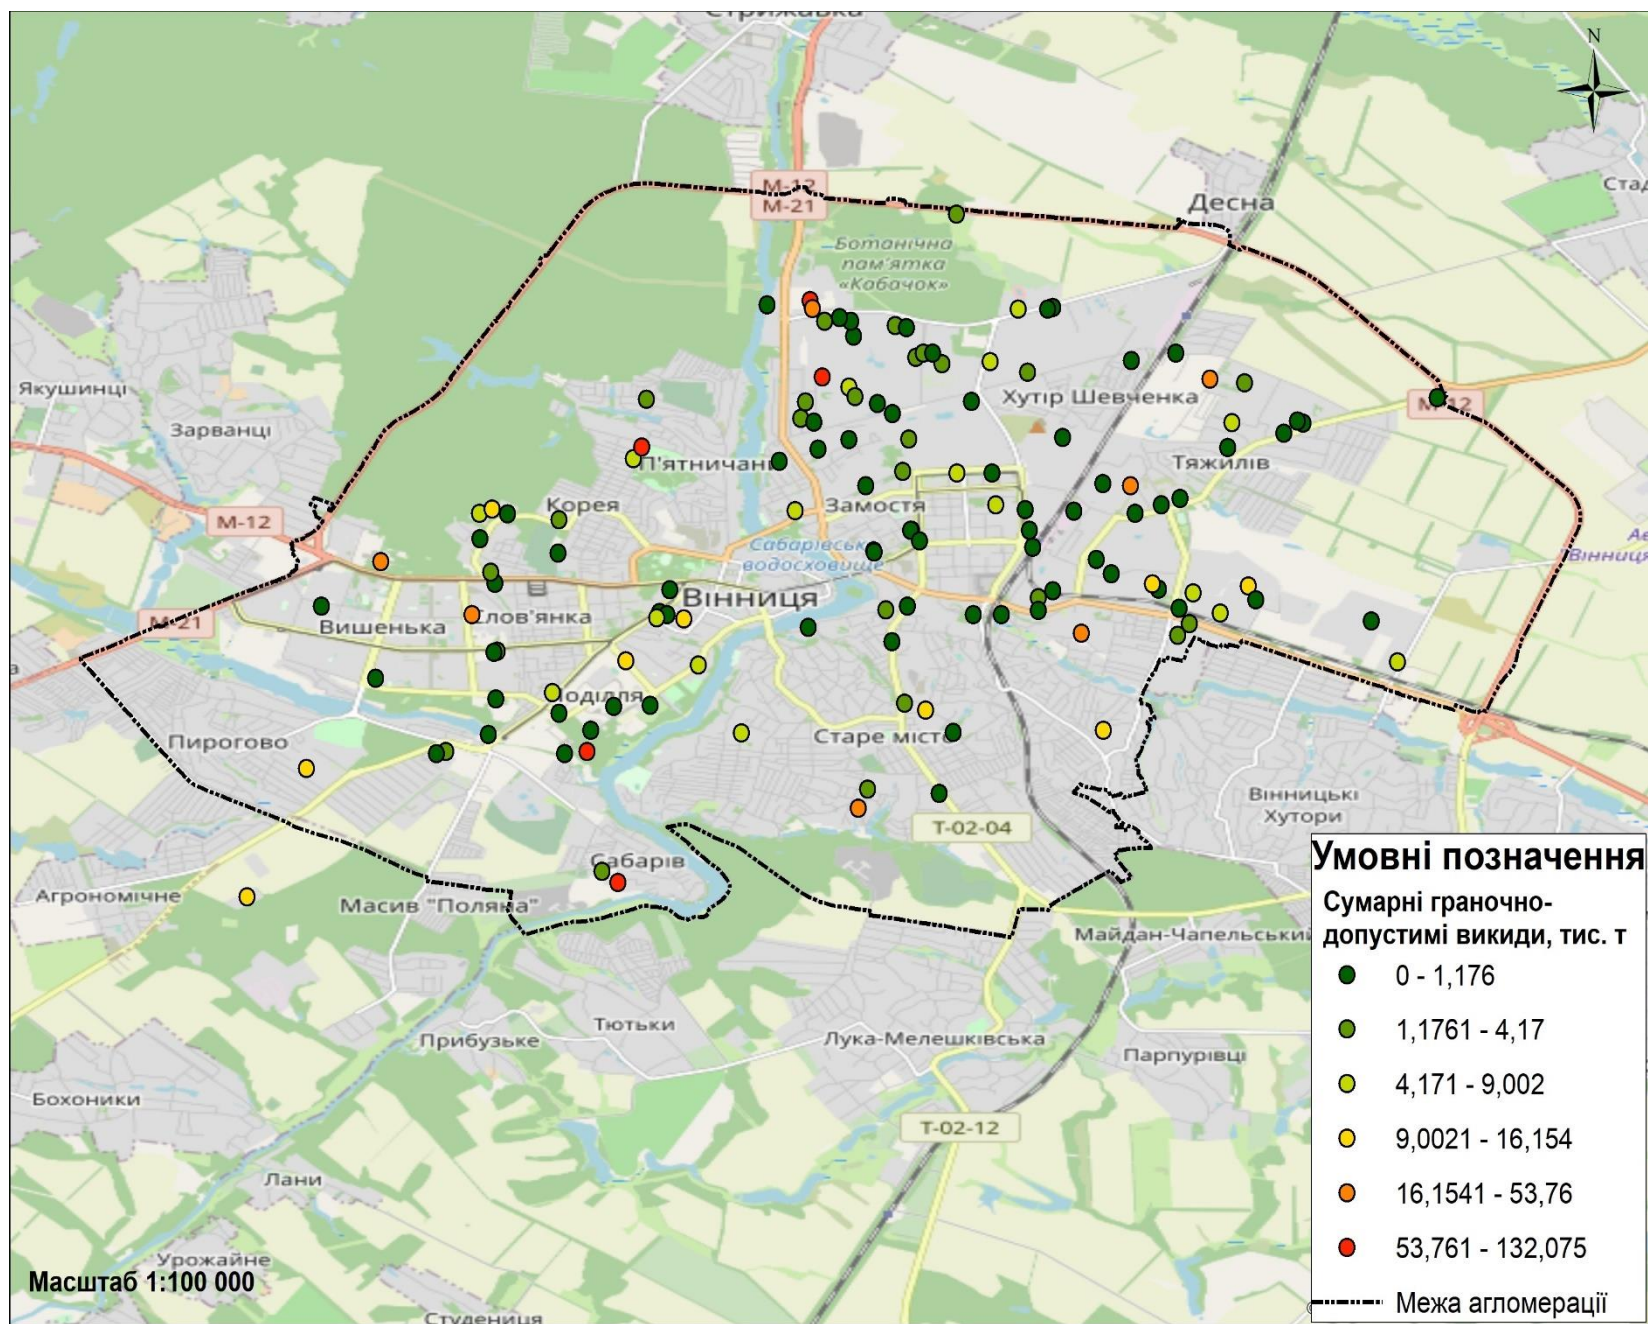 Стрижавка
N
М-12
М-21
Десна
Ботанічна
пам'ятка
«Кабачок»
Якушинці
Зарванці
Хутір Шевченка
М-12
П'ятничани
Тяжилів
Корея
Замостя
М-12
Сабарівськ
водосховище
Вінниця
Вінниця
М-21
Вишенька
Слов'янка
Поділля
Пирогово
Старе місто
Вінницькі
Хутори
Т-02-04
Сабарів
Агрономічне
Масив "Поляна"
Майдан-Чапельський
Тютьки
Прибузьке
Лука-Мелешківська
Парпурівці
Бохоники
Т-02-12
Лани
Урожайне
Студениця
Масштаб 1:100 000
Умовні позначення
Сумарні граночно-
допустимі викиди, тис. т
0 - 1,176
1,1761 - 4,17
4,171 - 9,002
9,0021 - 16,154
16,1541 - 53,76
53,761 - 132,075
Межа агломерації